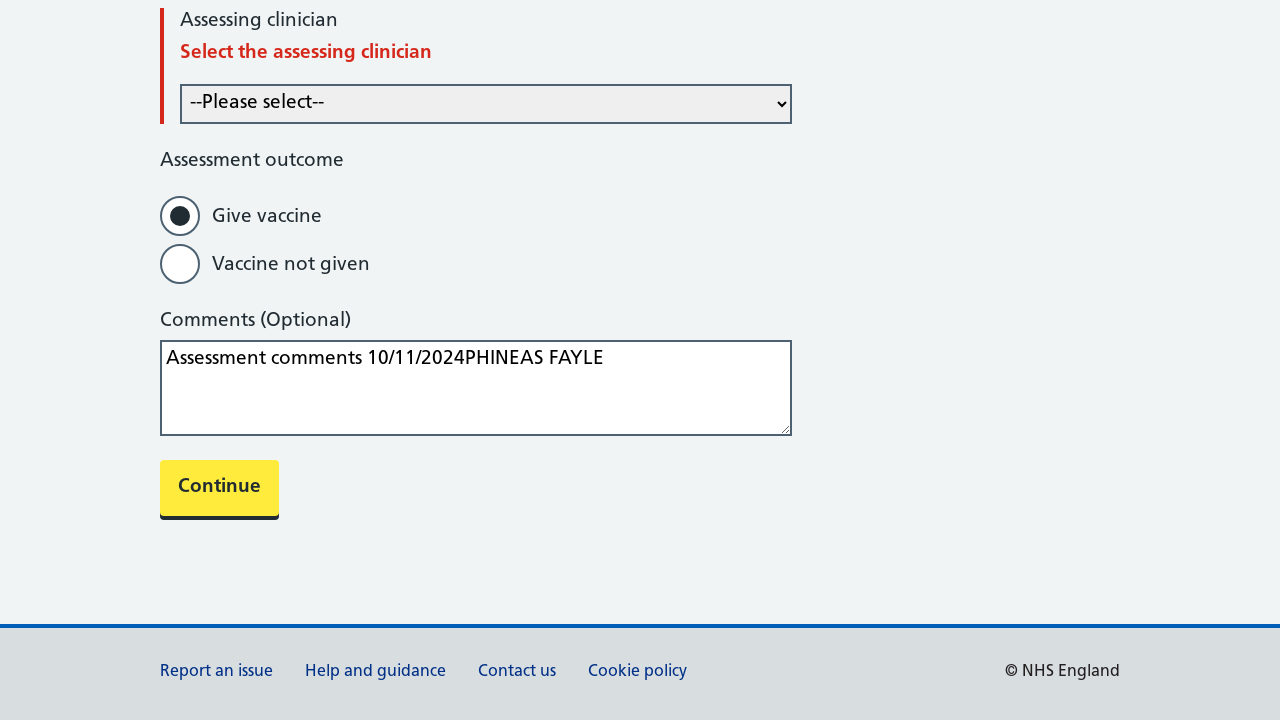 Assessing clinician
Select the assessing clinician
--Please select--
Assessment outcome
Give vaccine
Vaccine not given
Comments (Optional)
Assessment comments 10/11/2024PHINEAS FAYLE
Continue
Report an issue Help and guidance Contact us Cookie policy © NHS England